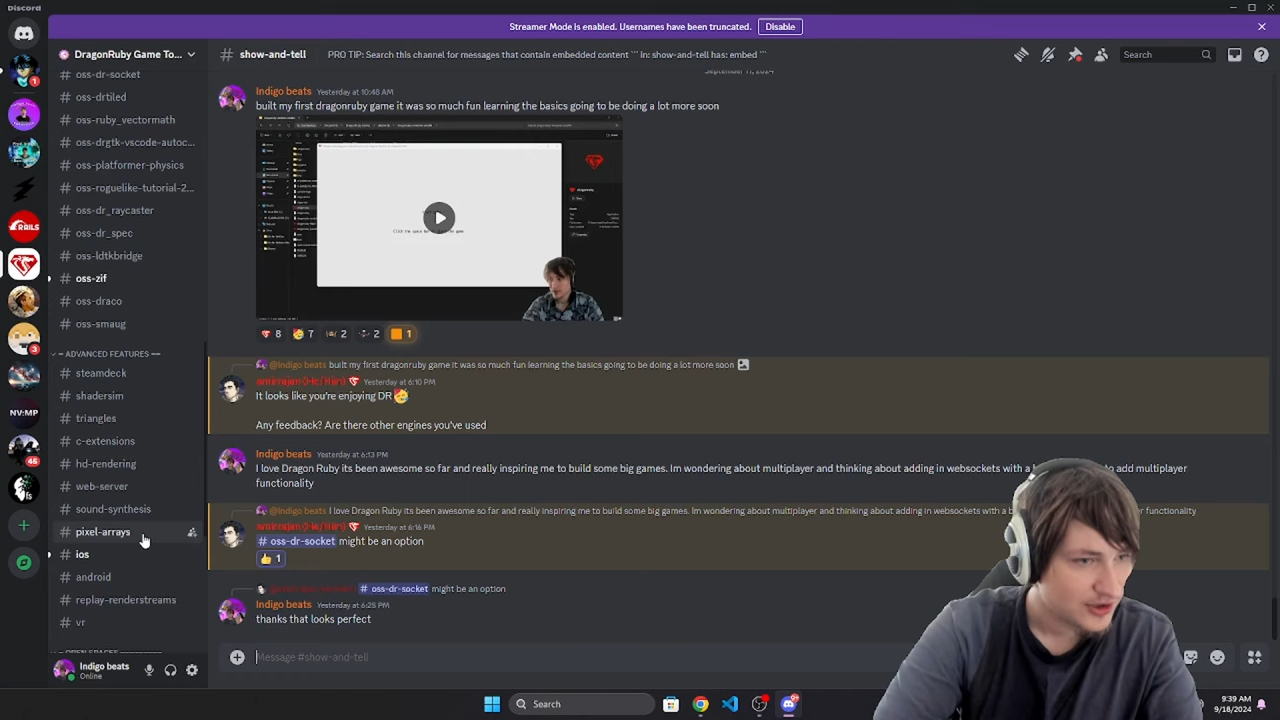 Discord
Streamer Mode is enabled. Usernames have been truncated.
Disable
DragonRuby Game To...
oss-dr-socket
oss-drtiled
oss-ruby_vectormath
oss-drgtk-vscode-autoc...
oss-platformer-physics
oss-roguelike-tutorial-2...
oss-dr_raycaster
oss-dr_spec
oss-ldtkbridge
oss-zif
oss-draco
oss-smaug
ADVANCED FEATURES
steamdeck
shadersim
triangles
c-extensions
hd-rendering
web-server
sound-synthesis
pixel-arrays
ios
android
replay-renderstreams
vr
Indigo beats
Online
# show-and-tell
PRO TIP: Search this channel for messages that contain embedded content ``` in: show-and-tell has: embed ```
Search
Indigo beats Yesterday at 10:48 AM
built my first dragonruby game it was so much fun learning the basics going to be doing a lot more soon
8 7 2 2 1
@Indigo beats built my first dragonruby game it was so much fun learning the basics going to be doing a lot more soon
Yesterday at 6:10 PM
It looks like you're enjoying DR
Any feedback? Are there other engines you've used
Indigo beats Yesterday at 6:13 PM
I love Dragon Ruby its been awesome so far and really inspiring me to build some big games. Im wondering about multiplayer and thinking about adding in websockets with a to add multiplayer
functionality
@Indigo beats I love Dragon Ruby its been awesome so far and really inspiring me to build some big games. Im wondering about multiplayer and thinking about adding in websockets with a functionality
Yesterday at 6:16 PM
# oss-dr-socket might be an option
1
# oss-dr-socket might be an option
Indigo beats Yesterday at 6:25 PM
thanks that looks perfect
Message #show-and-tell
RAILS
NV:MP
1
3
45
Search
9:39 AM
9/18/2024